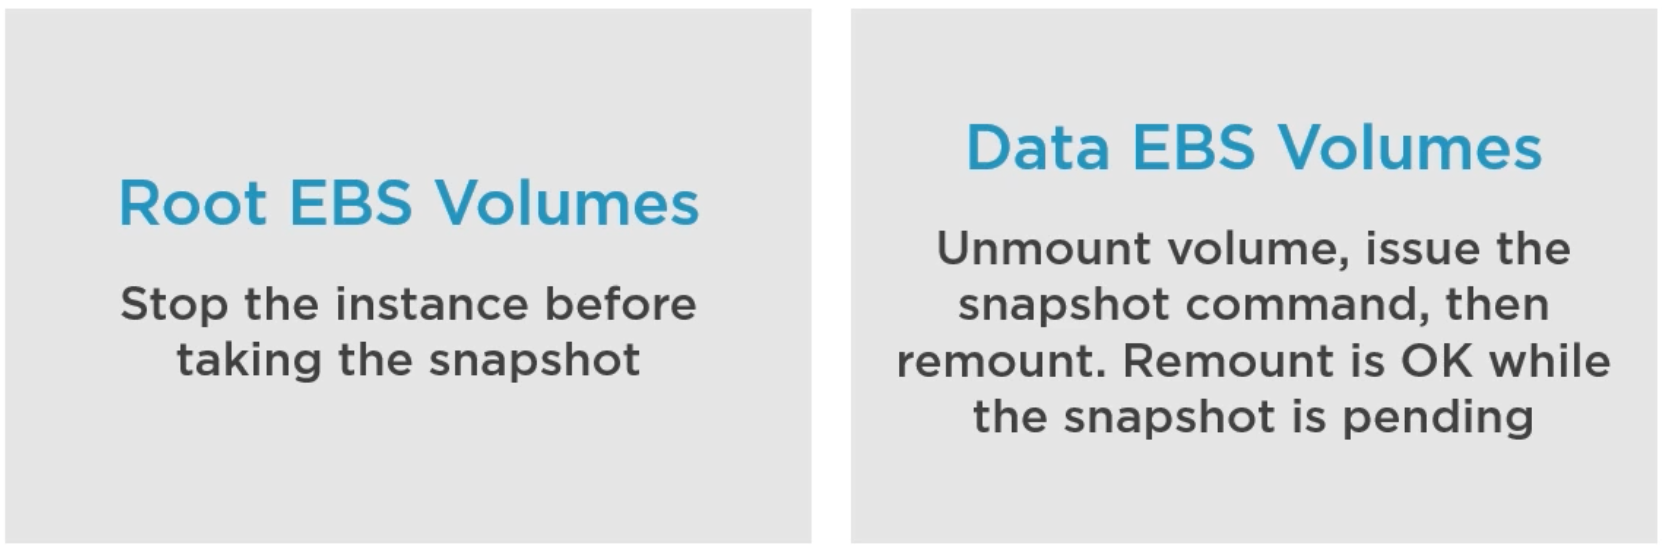 Root EBS Volumes
Stop the instance before
taking the snapshot
Data EBS Volumes
Unmount volume, issue the
snapshot command, then
remount. Remount is OK while
the snapshot is pending